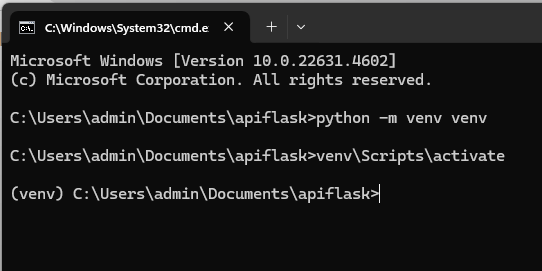 C:\Windows\System32\cmd.e
Microsoft Windows [Version 10.0.22631.4602]
(c) Microsoft Corporation. All rights reserved.
C:\Users\admin\Documents\apiflask>python -m venv venv
C:\Users\admin\Documents\apiflask>venv\Scripts\activate
(venv) C:\Users\admin\Documents\apiflask>